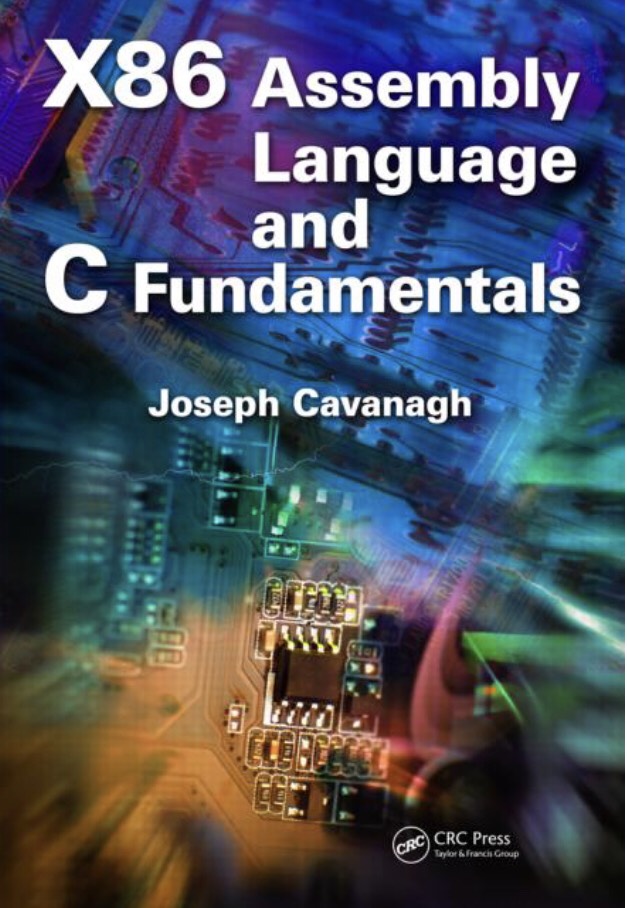 X86 Assembly
Language
and
C Fundamentals
Joseph Cavanagh
CRC
CRC Press
Taylor & Francis Group